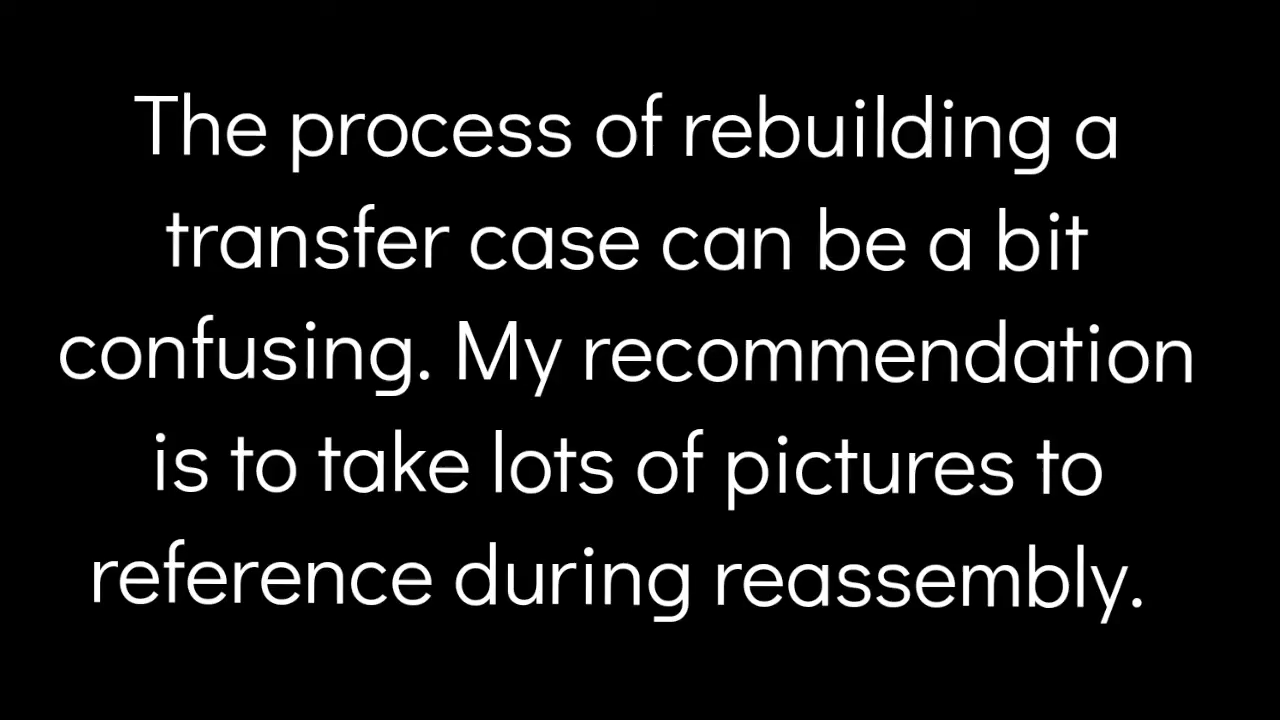 The process of rebuilding a
transfer case can be a bit
confusing. My recommendation
is to take lots of pictures to
reference during reassembly.